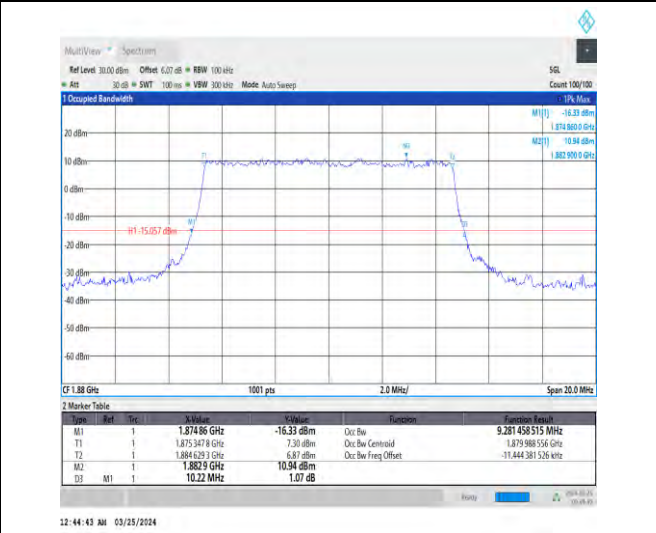 MultiView Spectrum
Ref Level 30.00 dBm Offset 6.07 dB RBW 100 kHz SGL
Att 30 dB SWT 100 ms VBW 300 kHz Mode Auto Sweep Count 100/100
1 Occupied Bandwidth 1Pk Max
M1[1] -16.33 dBm
1.874 860 0 GHz
M2[1] 10.94 dBm
1.882 900 0 GHz
20 dBm
T1 M2 T2
10 dBm
0 dBm
-10 dBm
M1 D3
H1 -15.057 dBm
-20 dBm
-30 dBm
-40 dBm
-50 dBm
-60 dBm
CF 1.88 GHz 1001 pts 2.0 MHz/ Span 20.0 MHz
2 Marker Table
Type Ref Trc X-Value Y-Value Function Function Result
M1 1 1.874 86 GHz -16.33 dBm Occ Bw 9.281 458 515 MHz
T1 1 1.875 347 8 GHz 7.30 dBm Occ Bw Centroid 1.879 988 556 GHz
T2 1 1.884 629 3 GHz 6.87 dBm Occ Bw Freq Offset -11.444 381 526 kHz
M2 1 1.882 9 GHz 10.94 dBm
D3 M1 1 10.22 MHz 1.07 dB
Ready
12:44:43 AM 03/25/2024